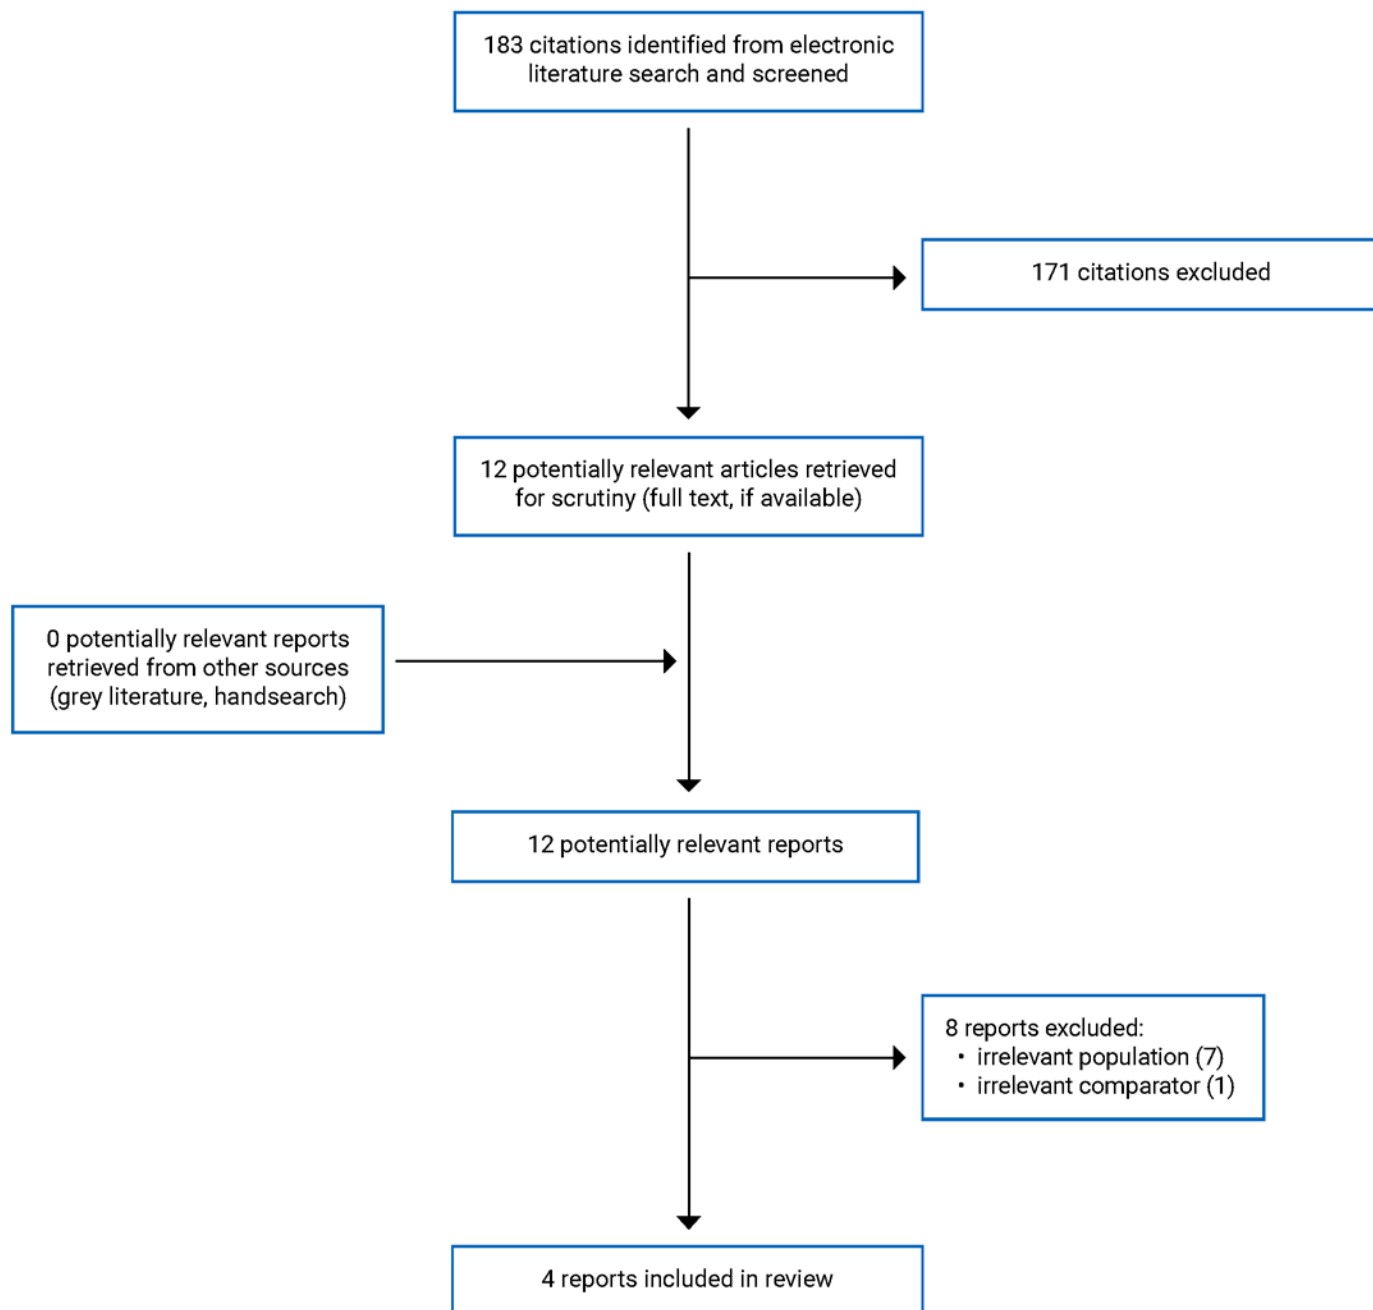 183 citations identified from electronic
literature search and screened
171 citations excluded
12 potentially relevant articles retrieved
for scrutiny (full text, if available)
0 potentially relevant reports
retrieved from other sources
(grey literature, handsearch)
12 potentially relevant reports
8 reports excluded:
• irrelevant population (7)
• irrelevant comparator (1)
4 reports included in review